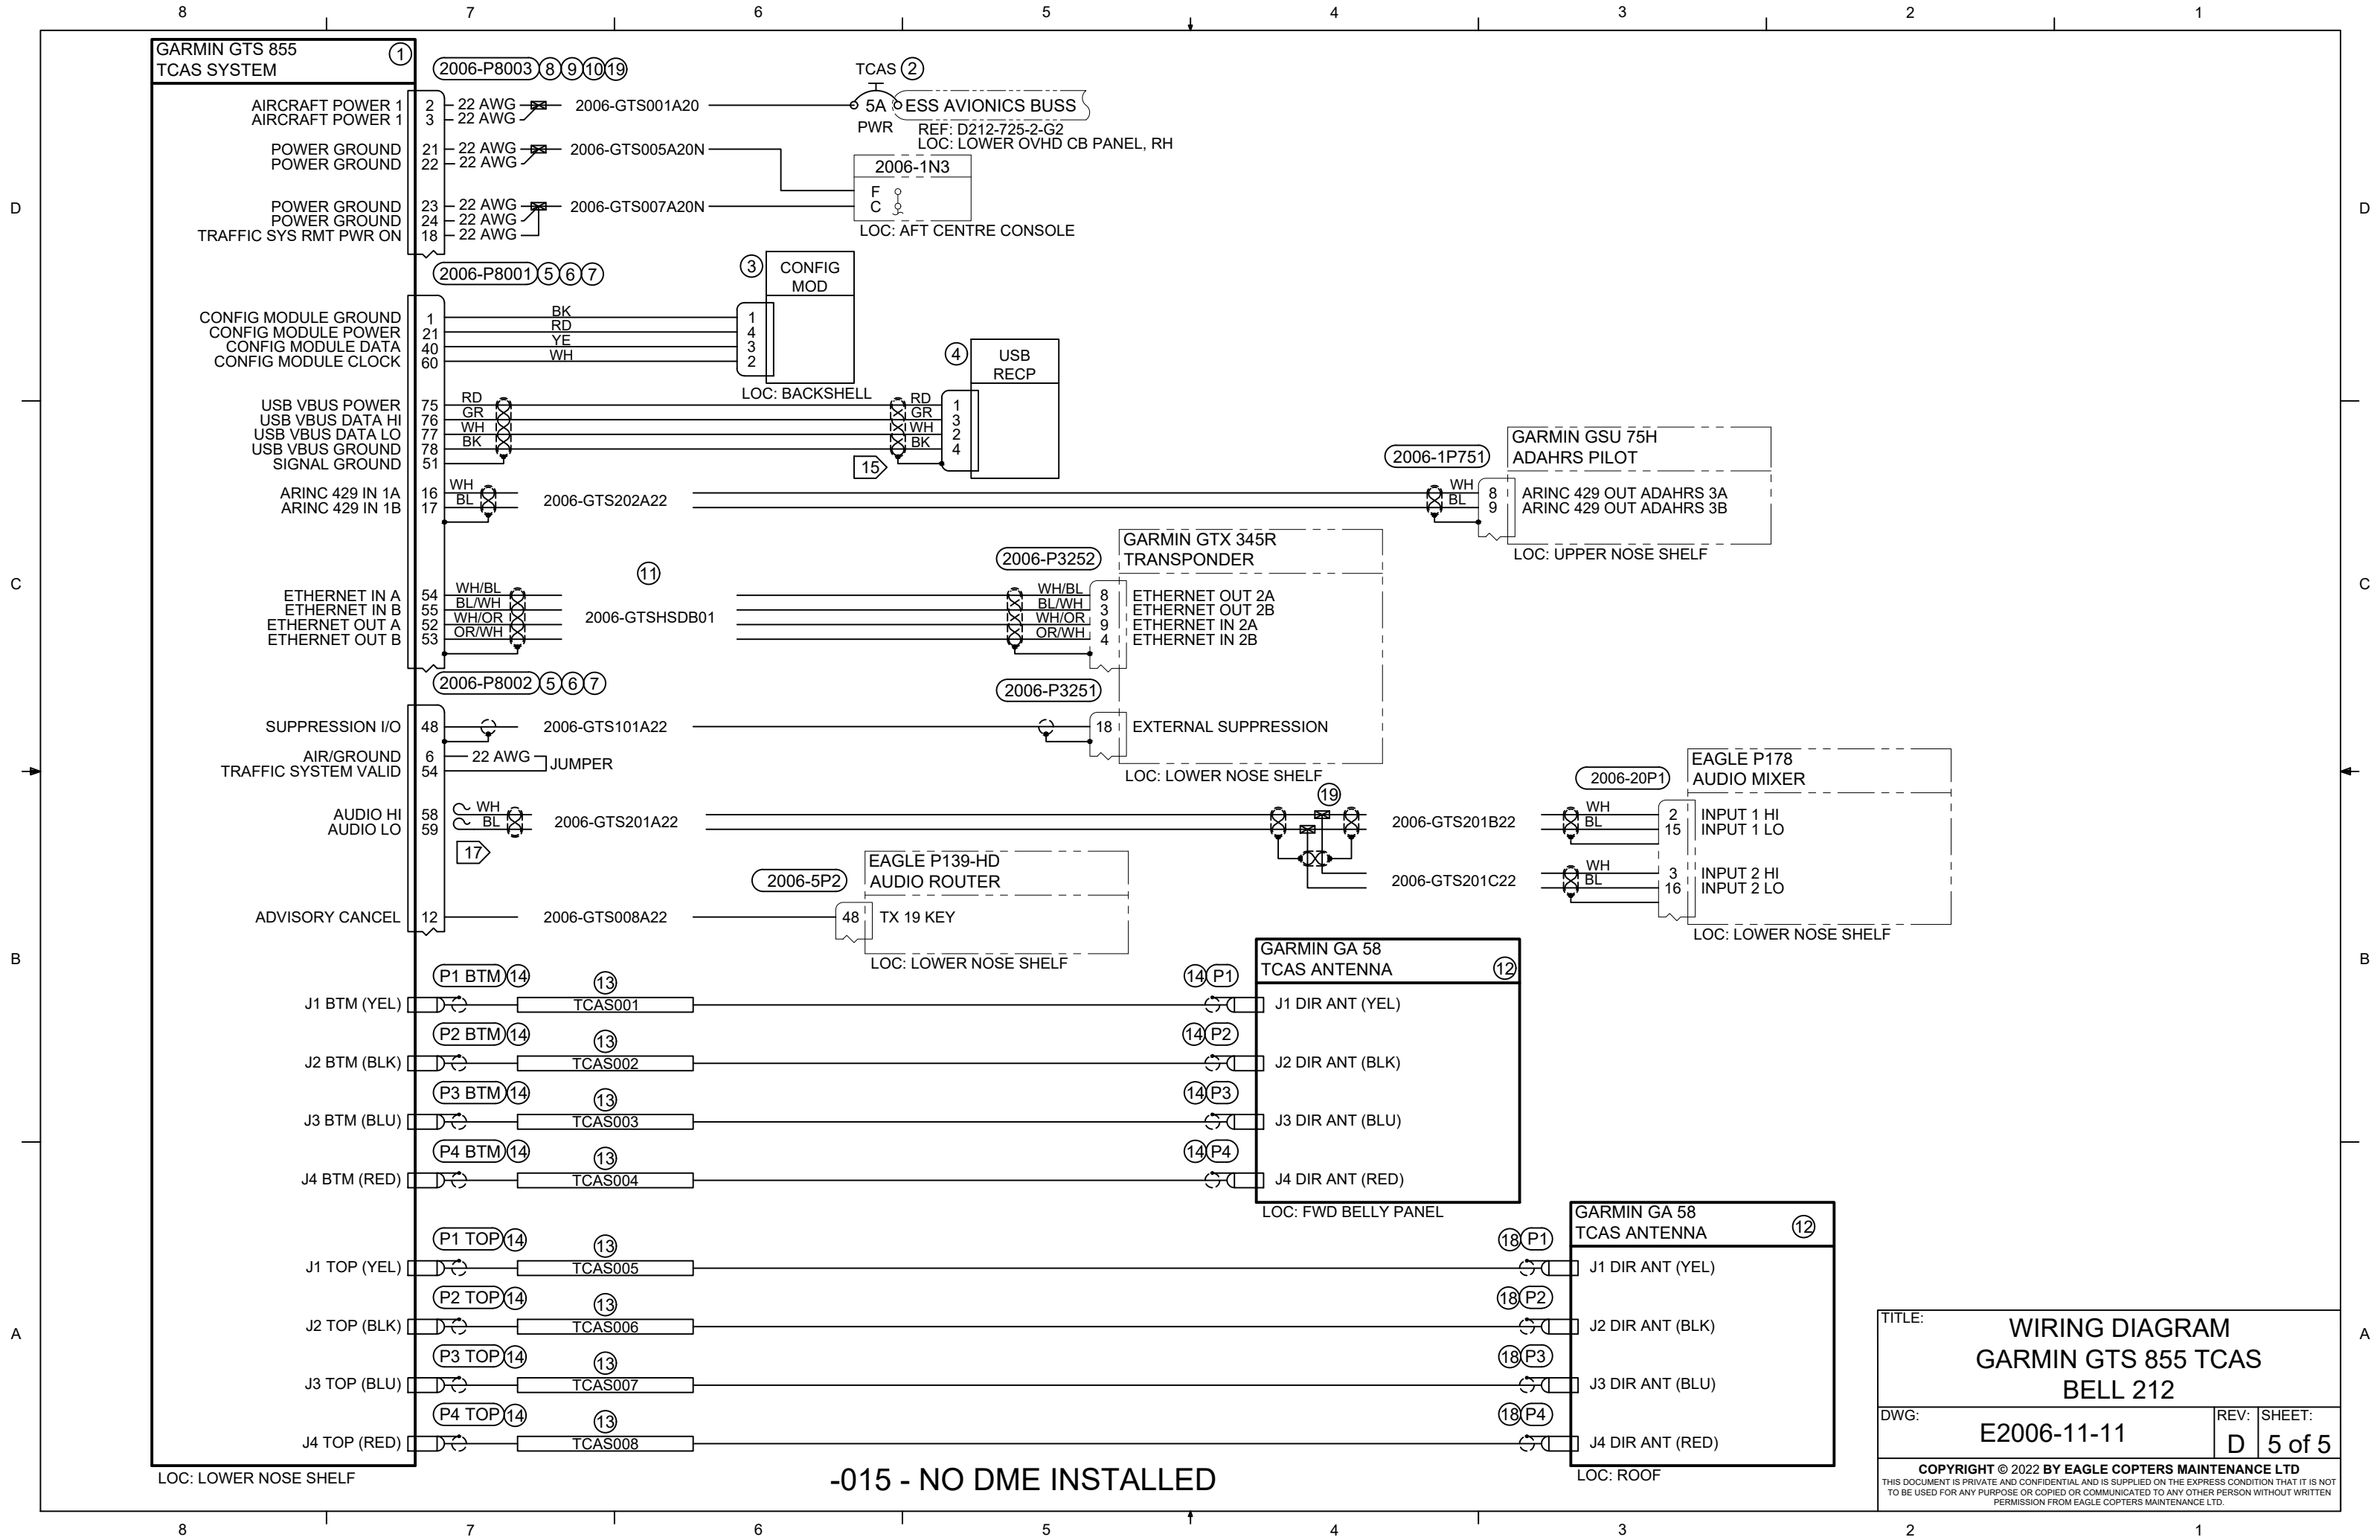 8 7 6 5 4 3 2 1
GARMIN GTS 855
TCAS SYSTEM
1
2006-P8003 8 9 10 19
TCAS 2
AIRCRAFT POWER 1 2 22 AWG 2006-GTS001A20 5A ESS AVIONICS BUSS
AIRCRAFT POWER 1 3 22 AWG
PWR
REF: D212-725-2-G2
LOC: LOWER OVHD CB PANEL, RH
POWER GROUND 21 22 AWG 2006-GTS005A20N
POWER GROUND 22 22 AWG
2006-1N3
F
C
LOC: AFT CENTRE CONSOLE
D D
POWER GROUND 23 22 AWG 2006-GTS007A20N
POWER GROUND 24 22 AWG
TRAFFIC SYS RMT PWR ON 18 22 AWG
2006-P8001 5 6 7
3 CONFIG
MOD
CONFIG MODULE GROUND 1 BK 1
CONFIG MODULE POWER 21 RD 4
CONFIG MODULE DATA 40 YE 3
CONFIG MODULE CLOCK 60 WH 2
LOC: BACKSHELL
4 USB
RECP
USB VBUS POWER 75 RD RD 1
USB VBUS DATA HI 76 GR GR 3
USB VBUS DATA LO 77 WH WH 2
USB VBUS GROUND 78 BK BK 4
SIGNAL GROUND 51
15
2006-1P751
GARMIN GSU 75H
ADAHRS PILOT
ARINC 429 IN 1A 16 WH WH 8 ARINC 429 OUT ADAHRS 3A
2006-GTS202A22
ARINC 429 IN 1B 17 BL BL 9 ARINC 429 OUT ADAHRS 3B
LOC: UPPER NOSE SHELF
2006-P3252
GARMIN GTX 345R
TRANSPONDER
11
C C
ETHERNET IN A 54 WH/BL WH/BL 8 ETHERNET OUT 2A
ETHERNET IN B 55 BL/WH BL/WH 3 ETHERNET OUT 2B
2006-GTSHSDB01
ETHERNET OUT A 52 WH/OR WH/OR 9 ETHERNET IN 2A
ETHERNET OUT B 53 OR/WH OR/WH 4 ETHERNET IN 2B
2006-P8002 5 6 7
2006-P3251
SUPPRESSION I/O 48 2006-GTS101A22 18 EXTERNAL SUPPRESSION
AIR/GROUND 6 22 AWG JUMPER
TRAFFIC SYSTEM VALID 54
LOC: LOWER NOSE SHELF
2006-20P1
EAGLE P178
AUDIO MIXER
19
AUDIO HI 58 WH WH 2 INPUT 1 HI
2006-GTS201A22 2006-GTS201B22
AUDIO LO 59 BL BL 15 INPUT 1 LO
17
WH 3 INPUT 2 HI
2006-GTS201C22
BL 16 INPUT 2 LO
LOC: LOWER NOSE SHELF
2006-5P2
EAGLE P139-HD
AUDIO ROUTER
ADVISORY CANCEL 12 2006-GTS008A22 48 TX 19 KEY
LOC: LOWER NOSE SHELF
B B
GARMIN GA 58
TCAS ANTENNA 12
P1 BTM 14 13 14 P1
J1 BTM (YEL) TCAS001 J1 DIR ANT (YEL)
P2 BTM 14 13 14 P2
J2 BTM (BLK) TCAS002 J2 DIR ANT (BLK)
P3 BTM 14 13 14 P3
J3 BTM (BLU) TCAS003 J3 DIR ANT (BLU)
P4 BTM 14 13 14 P4
J4 BTM (RED) TCAS004 J4 DIR ANT (RED)
LOC: FWD BELLY PANEL
GARMIN GA 58
TCAS ANTENNA 12
P1 TOP 14 13 18 P1
J1 TOP (YEL) TCAS005 J1 DIR ANT (YEL)
P2 TOP 14 13 18 P2
J2 TOP (BLK) TCAS006 J2 DIR ANT (BLK)
A A
P3 TOP 14 13 18 P3
J3 TOP (BLU) TCAS007 J3 DIR ANT (BLU)
P4 TOP 14 13 18 P4
J4 TOP (RED) TCAS008 J4 DIR ANT (RED)
LOC: LOWER NOSE SHELF
LOC: ROOF
-015 - NO DME INSTALLED
TITLE:
WIRING DIAGRAM
GARMIN GTS 855 TCAS
BELL 212
DWG: E2006-11-11
REV: D
SHEET: 5 of 5
COPYRIGHT © 2022 BY EAGLE COPTERS MAINTENANCE LTD
THIS DOCUMENT IS PRIVATE AND CONFIDENTIAL AND IS SUPPLIED ON THE EXPRESS CONDITION THAT IT IS NOT
TO BE USED FOR ANY PURPOSE OR COPIED OR COMMUNICATED TO ANY OTHER PERSON WITHOUT WRITTEN
PERMISSION FROM EAGLE COPTERS MAINTENANCE LTD.
8 7 6 5 4 3 2 1